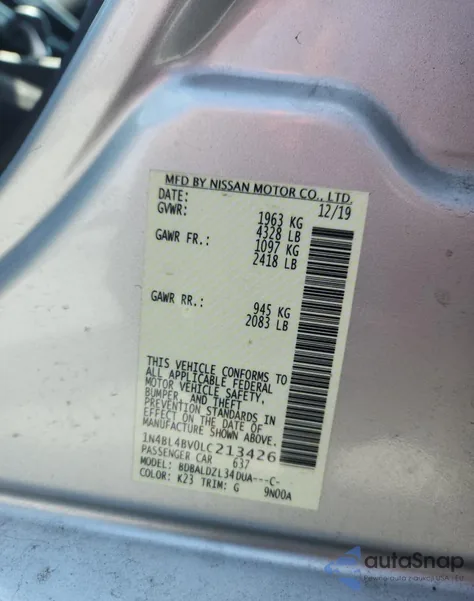 MFD BY NISSAN MOTOR CO., LTD.
DATE: 12/19
GVWR: 1963 KG
4328 LB
GAWR FR.: 1097 KG
2418 LB
GAWR RR.: 945 KG
2083 LB
THIS VEHICLE CONFORMS TO
ALL APPLICABLE FEDERAL
MOTOR VEHICLE SAFETY,
BUMPER, AND THEFT
PREVENTION STANDARDS IN
EFFECT ON THE DATE OF
MANUFACTURE SHOWN ABOVE.
1N4BL4BV0LC213426
PASSENGER CAR 637
MODEL: BDBALDZL34DUA---C-
COLOR: K23 TRIM: G 9N00A
autoSnap